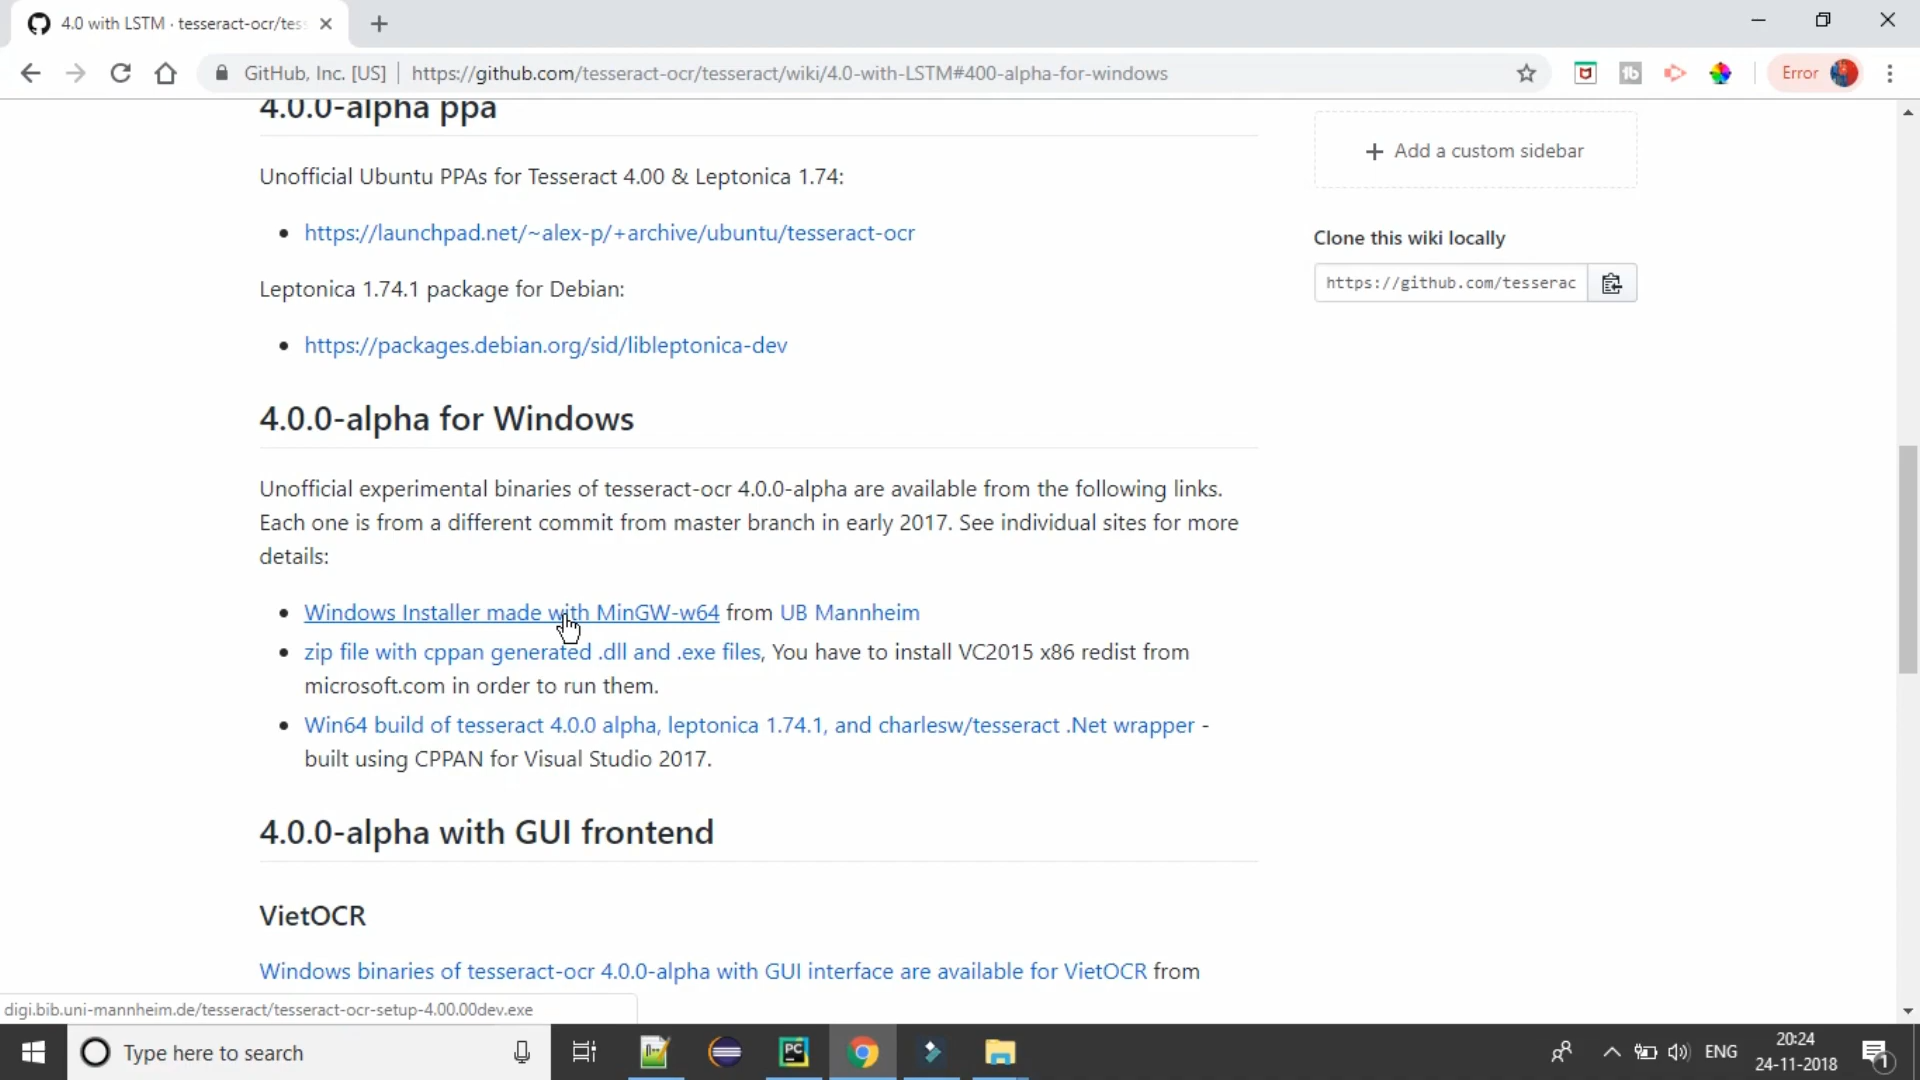 4.0 with LSTM · tesseract-ocr/tes
GitHub, Inc. [US] | https://github.com/tesseract-ocr/tesseract/wiki/4.0-with-LSTM#400-alpha-for-windows
Error
4.0.0-alpha ppa
+ Add a custom sidebar
Unofficial Ubuntu PPAs for Tesseract 4.00 & Leptonica 1.74:
• https://launchpad.net/~alex-p/+archive/ubuntu/tesseract-ocr
Clone this wiki locally
https://github.com/tesserac
Leptonica 1.74.1 package for Debian:
• https://packages.debian.org/sid/libleptonica-dev
4.0.0-alpha for Windows
Unofficial experimental binaries of tesseract-ocr 4.0.0-alpha are available from the following links.
Each one is from a different commit from master branch in early 2017. See individual sites for more
details:
• Windows Installer made with MinGW-w64 from UB Mannheim
• zip file with cppan generated .dll and .exe files, You have to install VC2015 x86 redist from
microsoft.com in order to run them.
• Win64 build of tesseract 4.0.0 alpha, leptonica 1.74.1, and charlesw/tesseract .Net wrapper -
built using CPPAN for Visual Studio 2017.
4.0.0-alpha with GUI frontend
VietOCR
Windows binaries of tesseract-ocr 4.0.0-alpha with GUI interface are available for VietOCR from
digi.bib.uni-mannheim.de/tesseract/tesseract-ocr-setup-4.00.00dev.exe
Type here to search
PC
ENG
20:24
24-11-2018
1